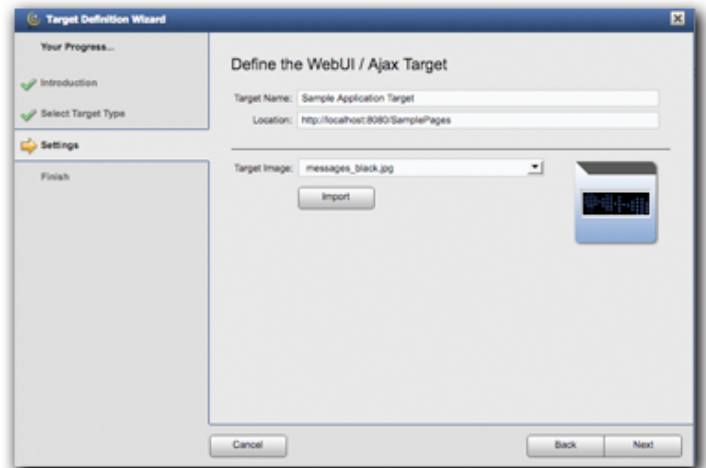 Target Definition Wizard
Your Progress...
Introduction
Select Target Type
Settings
Finish
Define the WebUI / Ajax Target
Target Name: Sample Application Target
Location: http://localhost:8080/SamplePages
Target Image: messages_black.jpg
Import
Cancel
Back
Next